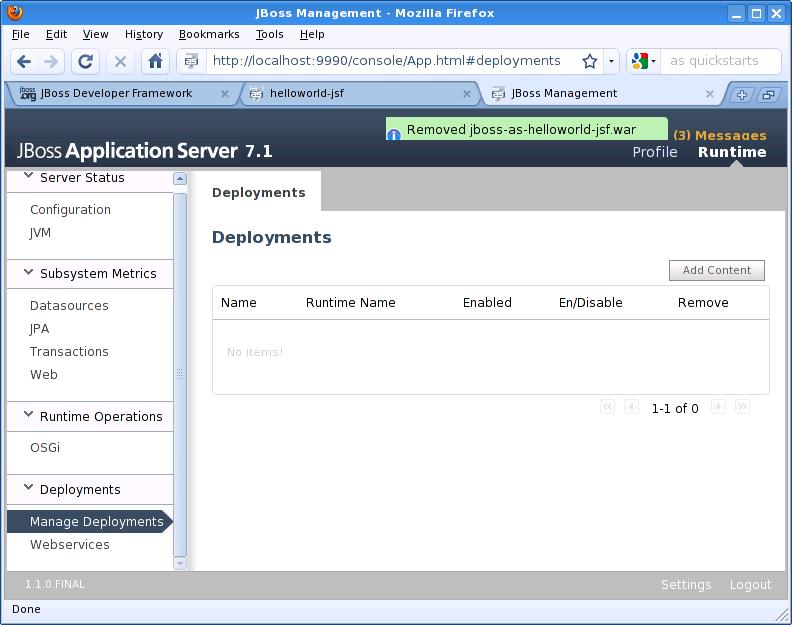 JBoss Management - Mozilla Firefox
File Edit View History Bookmarks Tools Help
http://localhost:9990/console/App.html#deployments
as quickstarts
jboss.org JBoss Developer Framework
helloworld-jsf
JBoss Management
Removed jboss-as-helloworld-jsf.war
(3) Messages
JBoss Application Server 7.1
Profile Runtime
Server Status
Configuration
JVM
Subsystem Metrics
Datasources
JPA
Transactions
Web
Runtime Operations
OSGi
Deployments
Manage Deployments
Webservices
Deployments
Deployments
Add Content
Name Runtime Name Enabled En/Disable Remove
No items!
1-1 of 0
1.1.0.FINAL
Settings Logout
Done